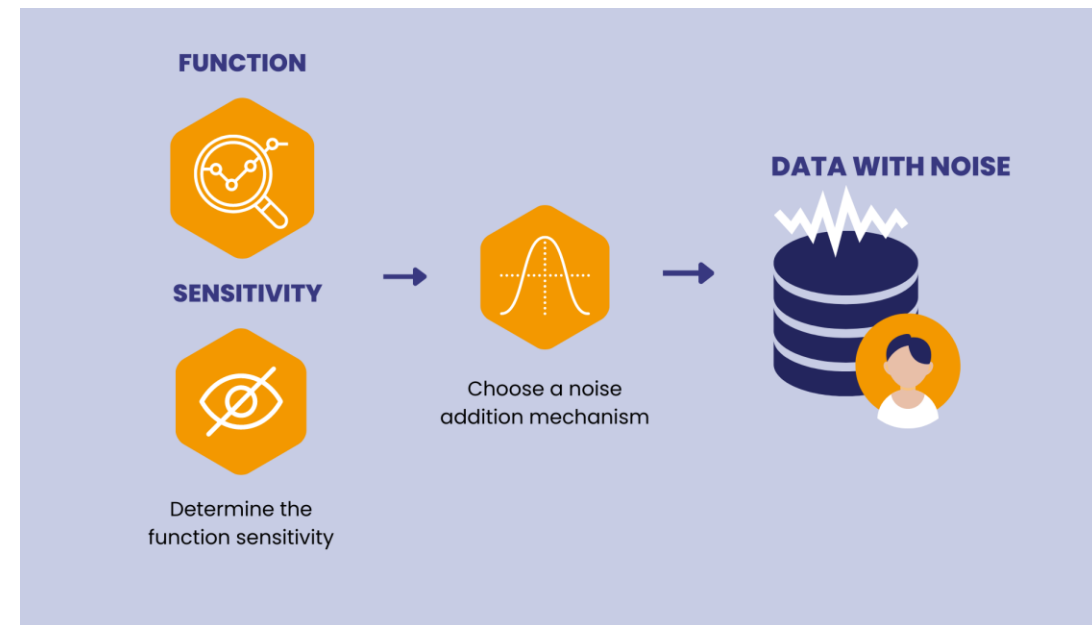 FUNCTION
SENSITIVITY
Determine the
function sensitivity
Choose a noise
addition mechanism
DATA WITH NOISE